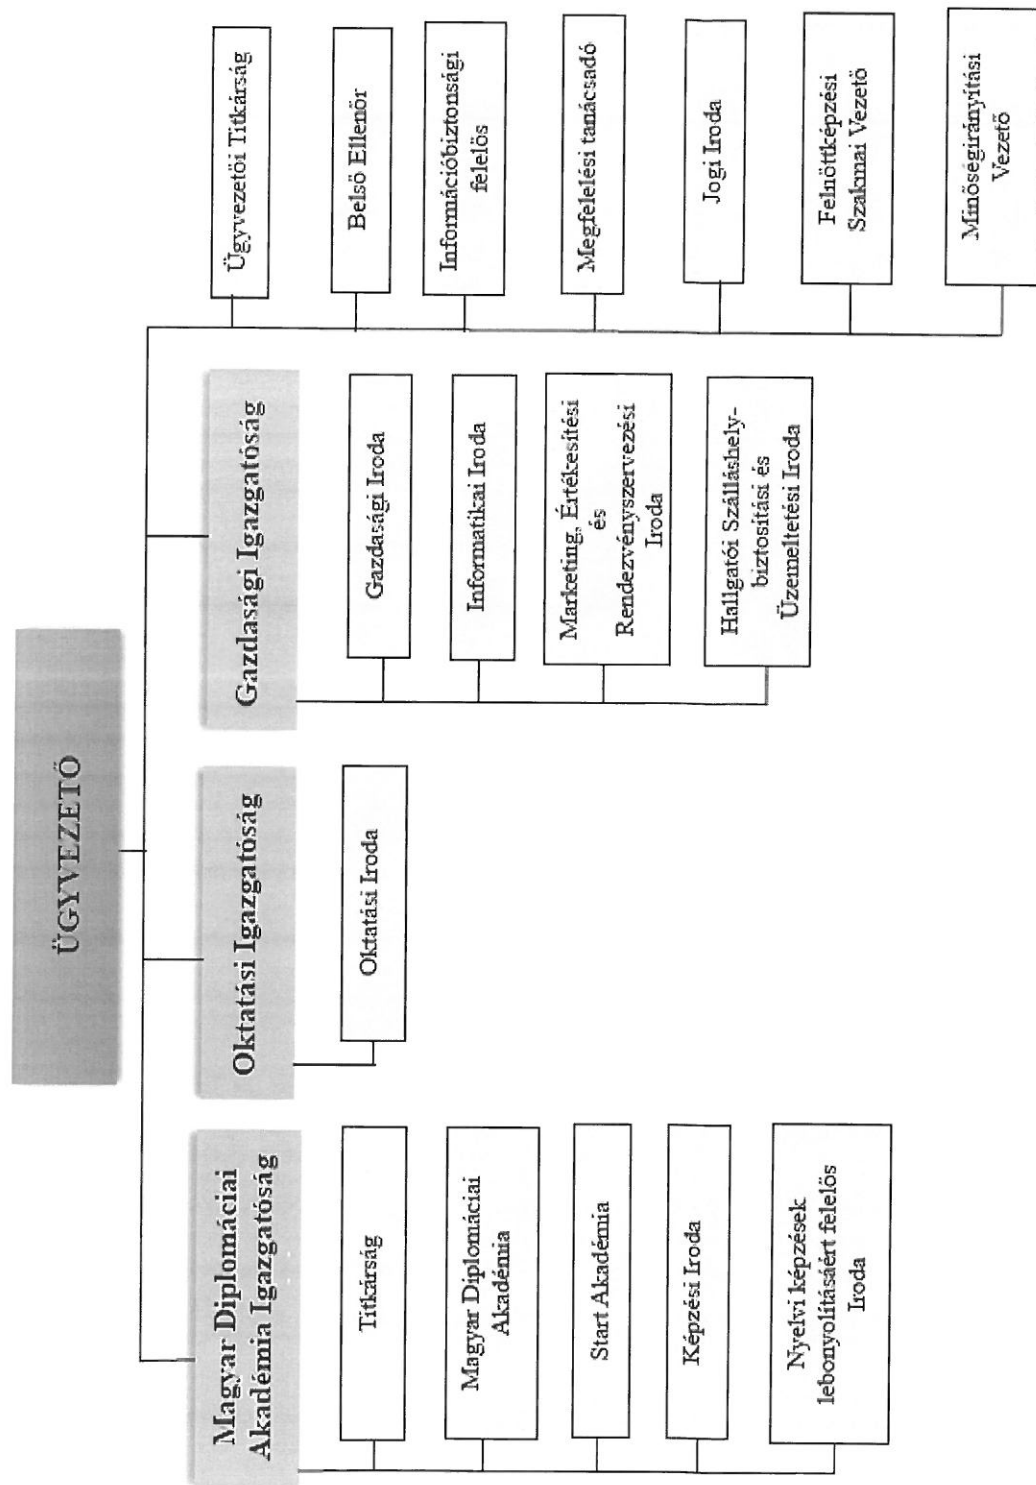 ÜGYVEZETŐ
Magyar Diplomáciai
Akadémia Igazgatóság
Titkárság
Magyar Diplomáciai
Akadémia
Start Akadémia
Képzési Iroda
Nyelvi képzések
lebonyolításáért felelős
Iroda
Oktatási Igazgatóság
Oktatási Iroda
Gazdasági Igazgatóság
Gazdasági Iroda
Informatikai Iroda
Marketing, Értékesítési
és
Rendezvényszervezési
Iroda
Hallgatói Szálláshely-
biztosítási és
Üzemeltetési Iroda
Ügyvezetői Titkárság
Belső Ellenőr
Információbiztonsági
felelős
Megfelelési tanácsadó
Jogi Iroda
Felnőttképzési
Szakmai Vezető
Minőségirányítási
Vezető